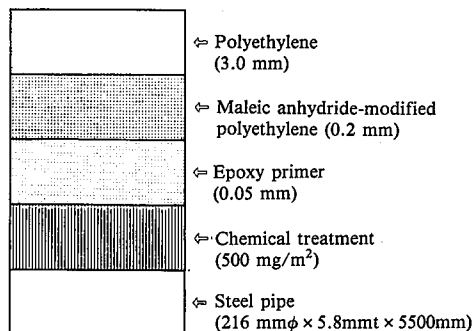 ⇦ Polyethylene
(3.0 mm)
⇦ Maleic anhydride-modified
polyethylene (0.2 mm)
⇦ Epoxy primer
(0.05 mm)
⇦ Chemical treatment
(500 mg/m²)
⇦ Steel pipe
(216 mmϕ × 5.8mmt × 5500mm)